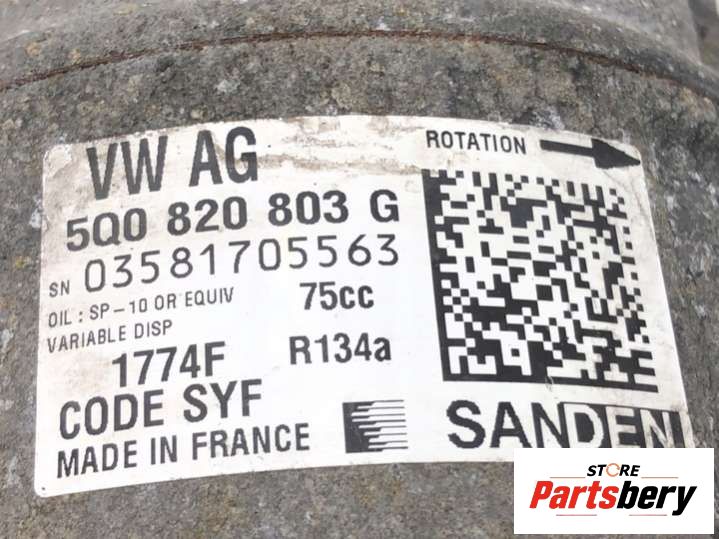 VW AG
ROTATION
5Q0 820 803 G
SN 03581705563
OIL : SP-10 OR EQUIV 75cc
VARIABLE DISP
1774F R134a
CODE SYF
MADE IN FRANCE
SANDEN
STORE
Partsbery